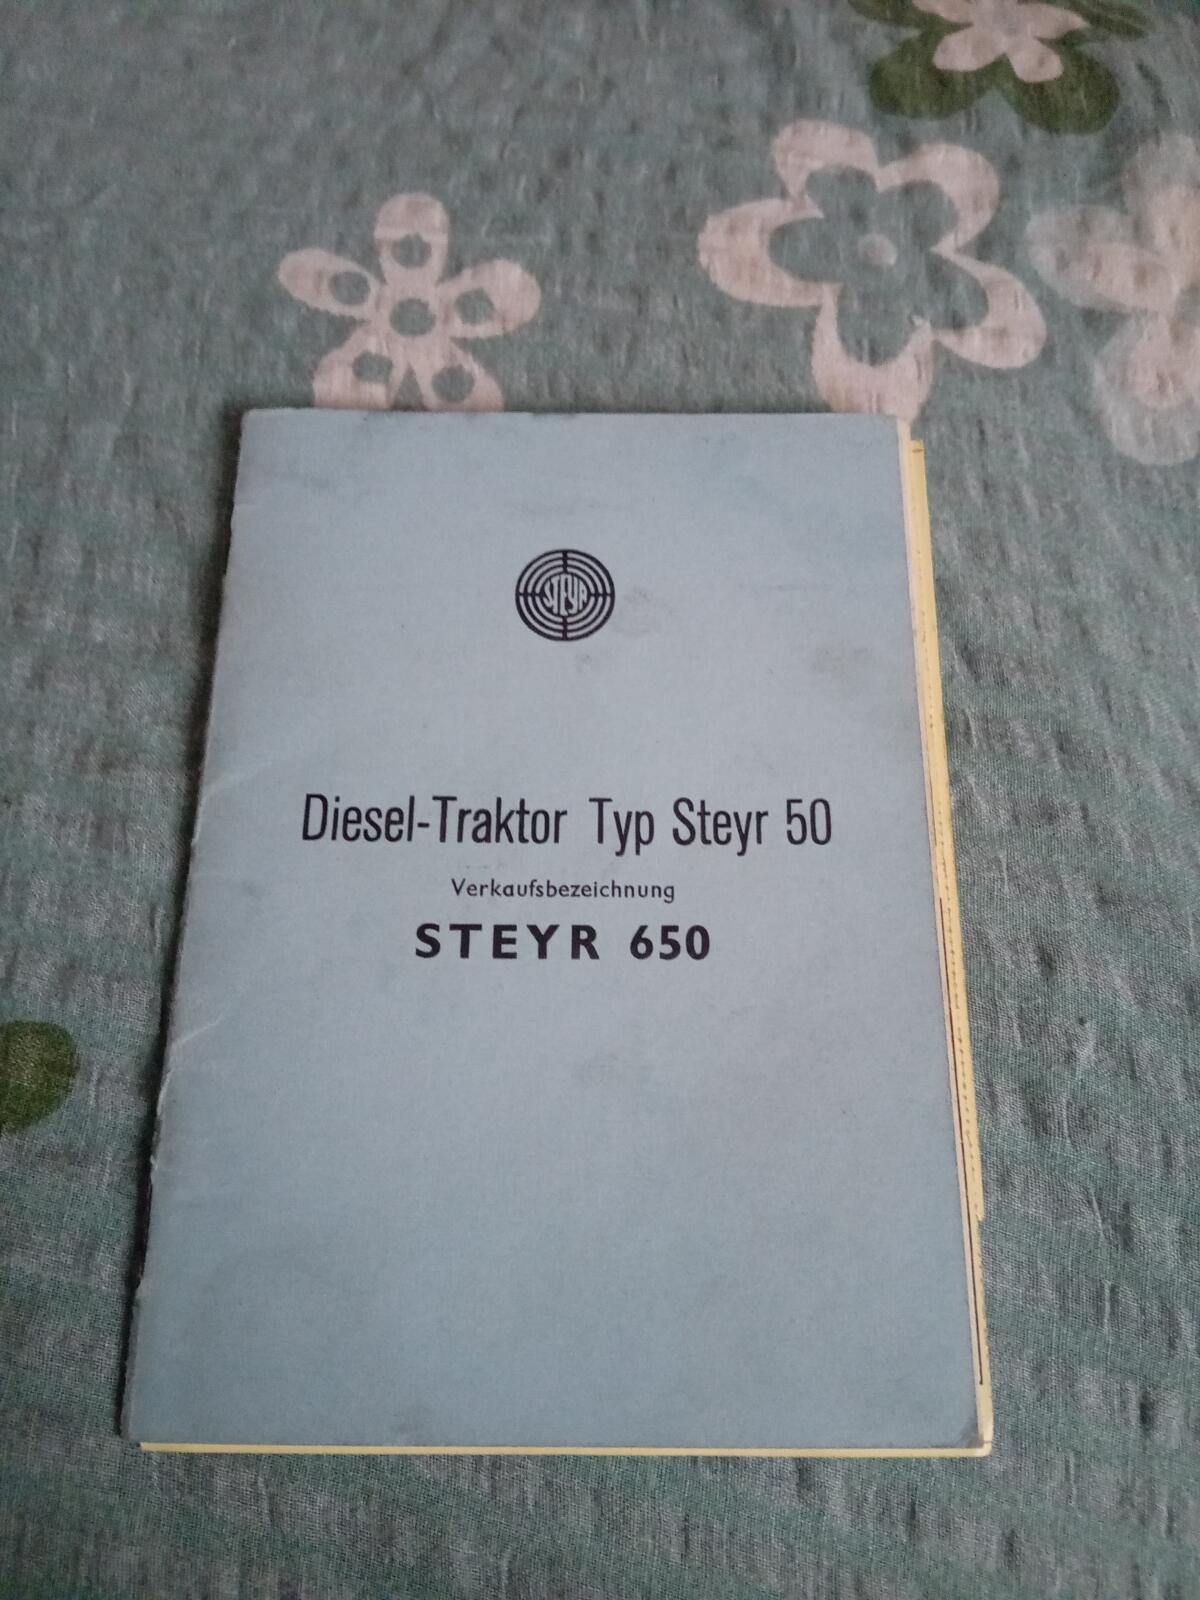 STEYR
Diesel-Traktor Typ Steyr 50
Verkaufsbezeichnung
STEYR 650